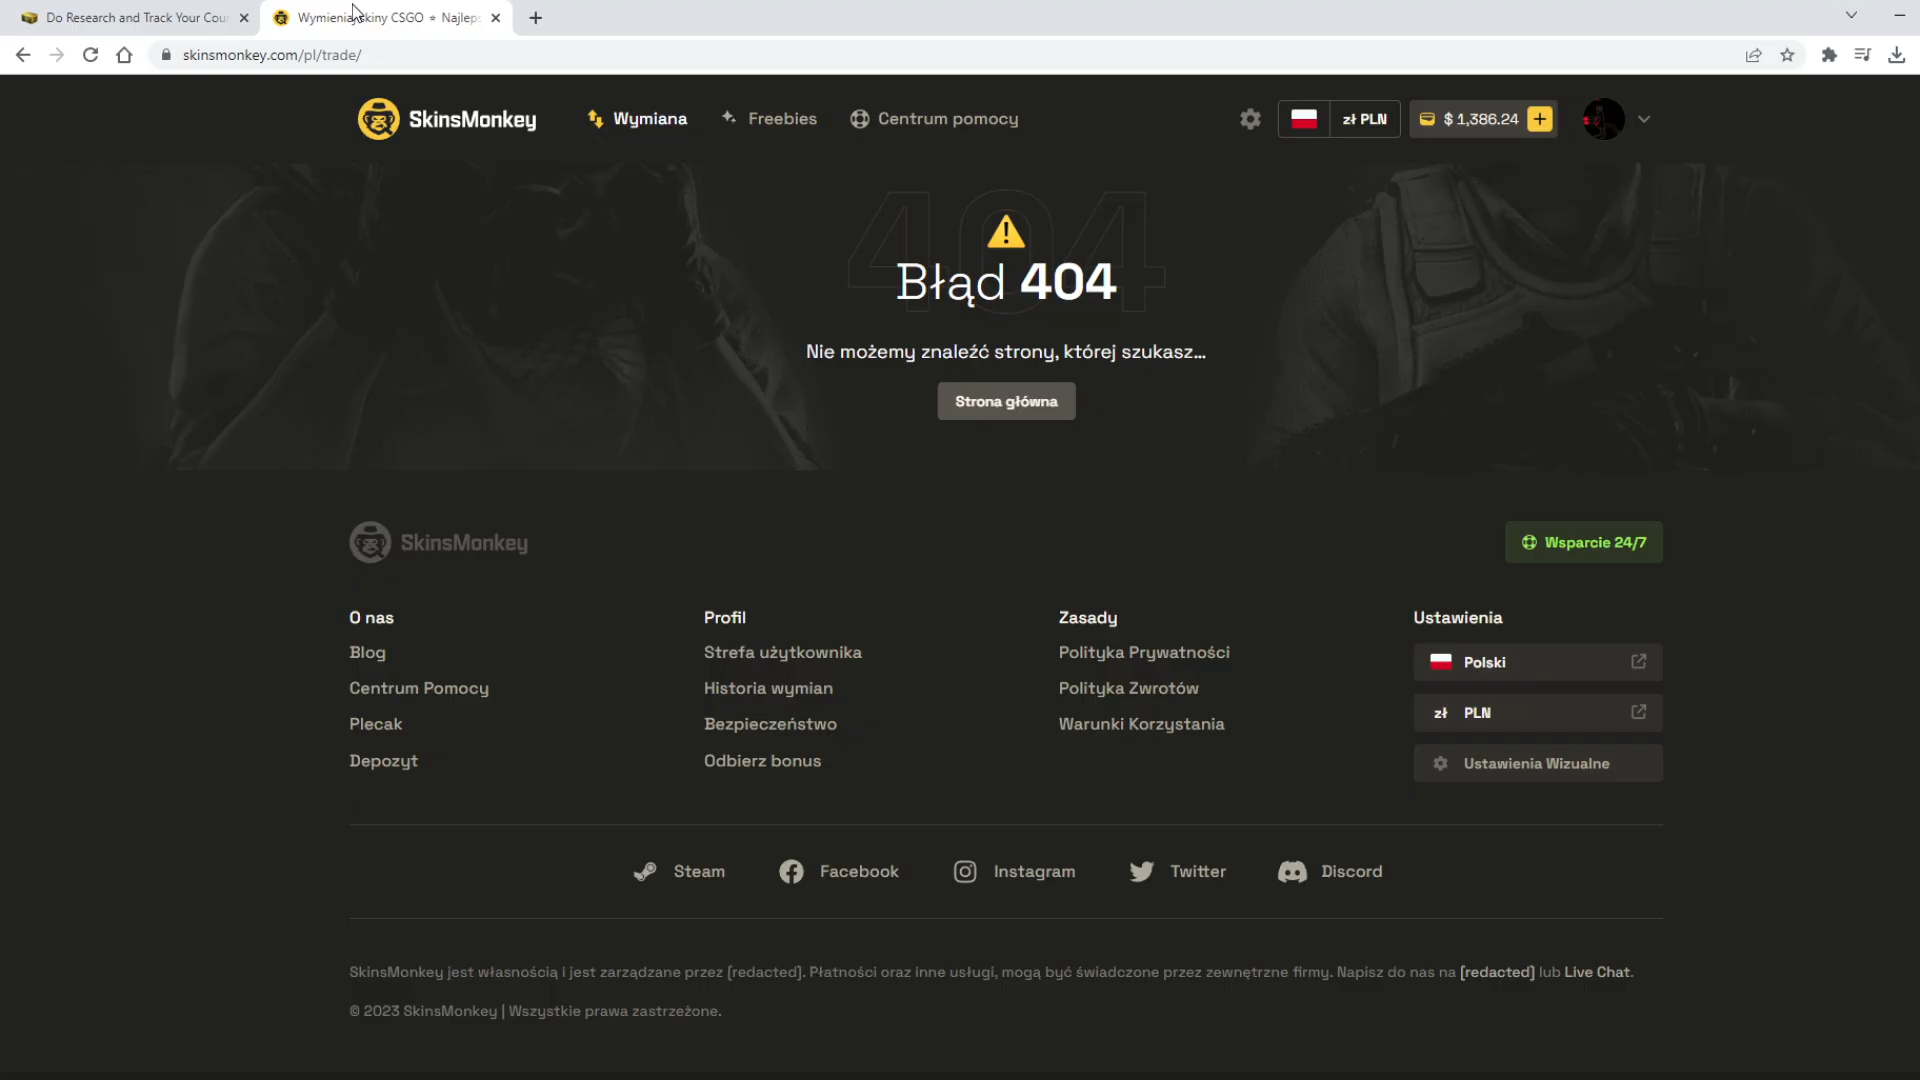 Do Research and Track Your Cou
Wymieniaj skiny CSGO ⭐ Najleps
skinsmonkey.com/pl/trade/
SkinsMonkey
Wymiana
Freebies
Centrum pomocy
zł PLN
$ 1,386.24
404
Błąd 404
Nie możemy znaleźć strony, której szukasz...
Strona główna
SkinsMonkey
Wsparcie 24/7
O nas
Profil
Zasady
Ustawienia
Blog
Strefa użytkownika
Polityka Prywatności
Polski
Centrum Pomocy
Historia wymian
Polityka Zwrotów
zł PLN
Plecak
Bezpieczeństwo
Warunki Korzystania
Depozyt
Odbierz bonus
Ustawienia Wizualne
Steam
Facebook
Instagram
Twitter
Discord
SkinsMonkey jest własnością i jest zarządzane przez [redacted]. Płatności oraz inne usługi, mogą być świadczone przez zewnętrzne firmy. Napisz do nas na [redacted] lub Live Chat.
© 2023 SkinsMonkey | Wszystkie prawa zastrzeżone.